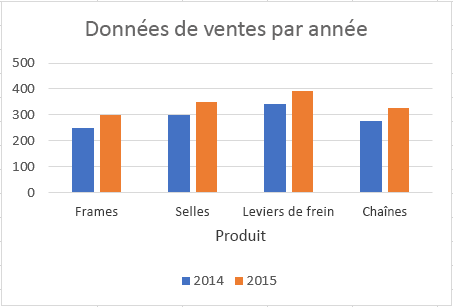 Données de ventes par année
500
400
300
200
100
0
Frames Selles Leviers de frein Chaînes
Produit
2014 2015